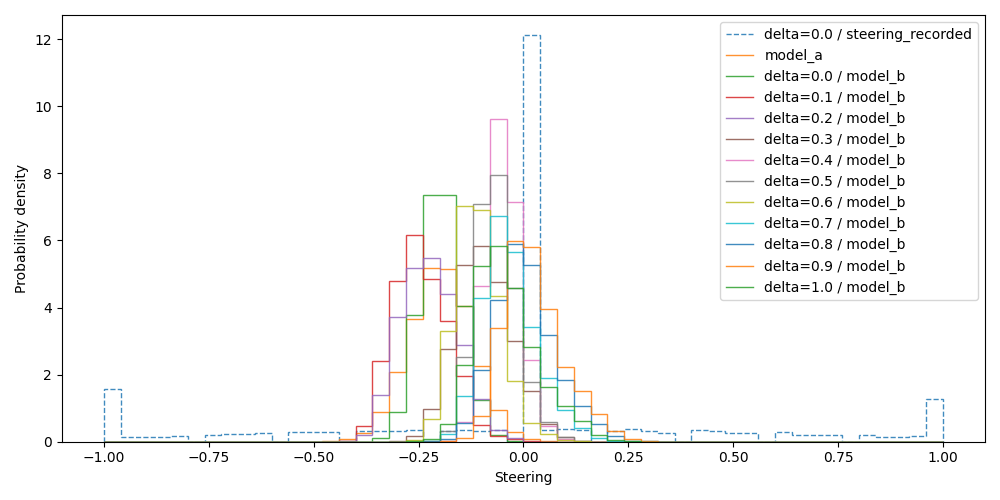 delta=0.0 / steering_recorded
model_a
delta=0.0 / model_b
delta=0.1 / model_b
delta=0.2 / model_b
delta=0.3 / model_b
delta=0.4 / model_b
delta=0.5 / model_b
delta=0.6 / model_b
delta=0.7 / model_b
delta=0.8 / model_b
delta=0.9 / model_b
delta=1.0 / model_b
Probability density
12
10
8
6
4
2
0
−1.00 −0.75 −0.50 −0.25 0.00 0.25 0.50 0.75 1.00
Steering